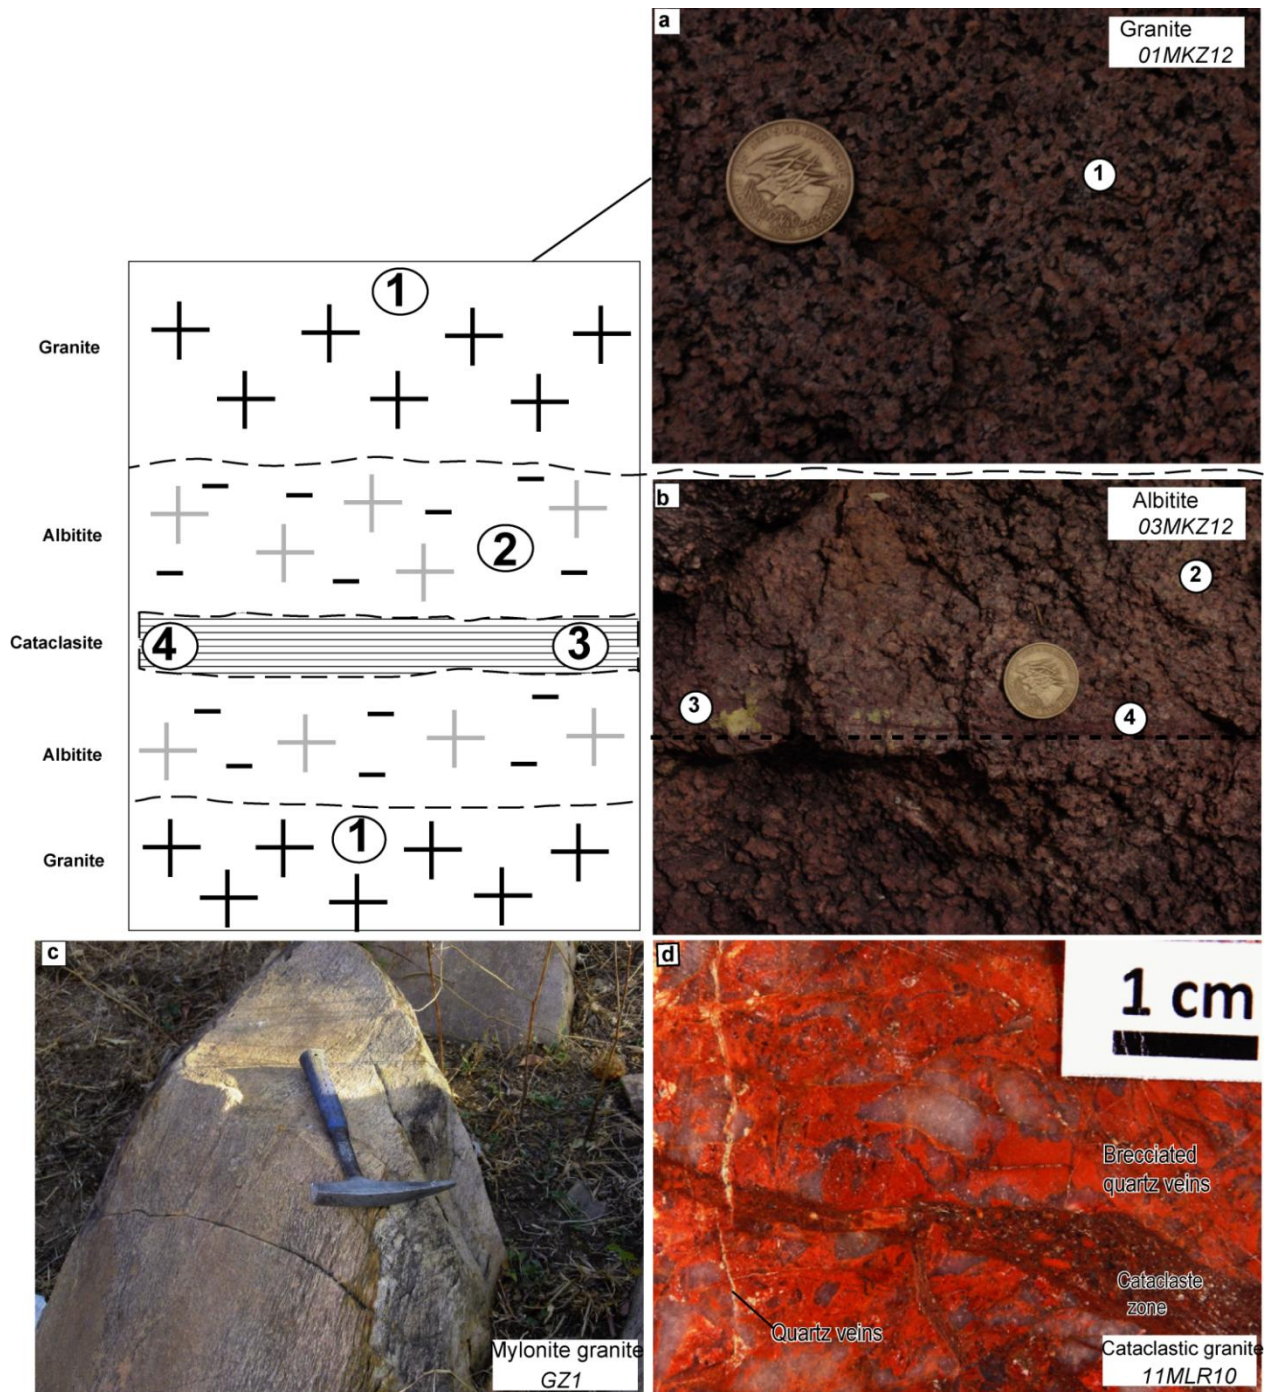 a
Granite
01MKZ12
1
1
Granite
b
Albitite
03MKZ12
Albitite
2
2
Cataclasite
4
3
3
4
Albitite
1
Granite
c
d
1 cm
Brecciated
quartz veins
Cataclaste
zone
Quartz veins
Mylonite granite
GZ1
Cataclastic granite
11MLR10